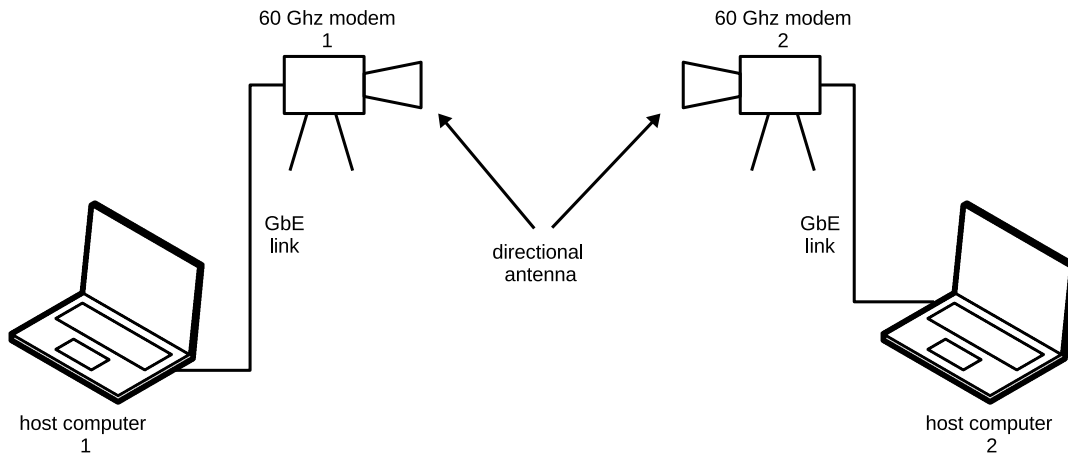 60 Ghz modem
1
60 Ghz modem
2
GbE
link
directional
antenna
GbE
link
host computer
1
host computer
2